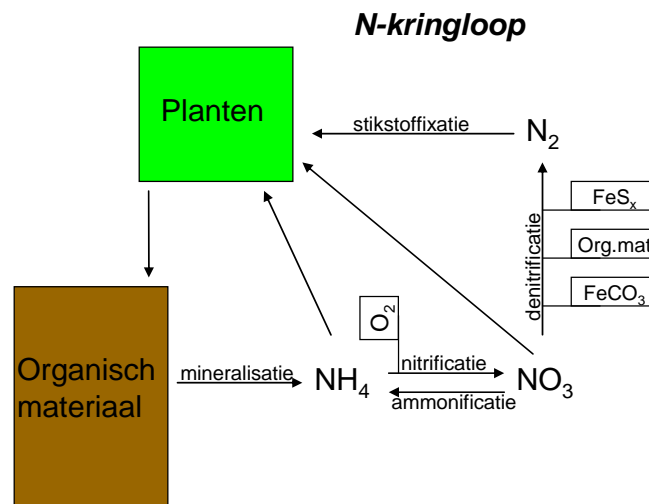 N-kringloop
Planten
stikstoffixatie
N₂
FeSₓ
Org.mat
FeCO₃
denitrificatie
O₂
Organisch
materiaal
mineralisatie
NH₄
nitrificatie
ammonificatie
NO₃